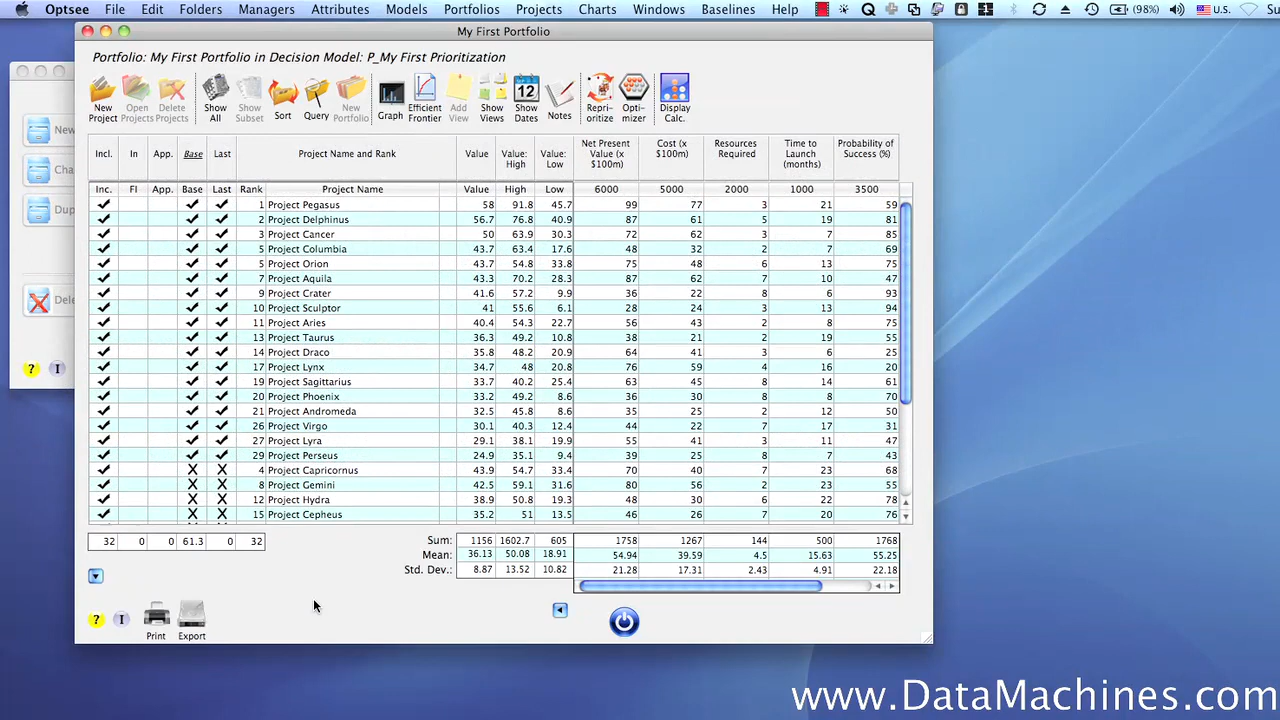 Optsee File Edit Folders Managers Attributes Models Portfolios Projects Charts Windows Baselines Help (98%) U.S. Su
My First Portfolio
Portfolio: My First Portfolio in Decision Model: P_My First Prioritization
New Project Open Projects Delete Projects Show All Show Subset Sort Query New Portfolio Graph Efficient Frontier Add View Show Views 12 Show Dates Notes Repri-oritize Opti-mizer Display Calc.
Incl. In App. Base Last Project Name and Rank Value Value: High Value: Low Net Present Value (x $100m) Cost (x $100m) Resources Required Time to Launch (months) Probability of Success (%)
Inc. FI App. Base Last Rank Project Name Value High Low 6000 5000 2000 1000 3500
1 Project Pegasus 58 91.8 45.7 99 77 3 21 59
2 Project Delphinus 56.7 76.8 40.9 87 61 5 19 81
3 Project Cancer 50 63.9 30.3 72 62 3 7 85
5 Project Columbia 43.7 63.4 17.6 48 32 2 7 69
5 Project Orion 43.7 54.8 33.8 75 48 6 13 75
7 Project Aquila 43.3 70.2 28.3 87 62 7 10 47
9 Project Crater 41.6 57.2 9.9 36 22 8 6 93
10 Project Sculptor 41 55.6 6.1 28 24 3 13 94
11 Project Aries 40.4 54.3 22.7 56 43 2 8 75
13 Project Taurus 36.3 49.2 10.8 38 21 2 19 55
14 Project Draco 35.8 48.2 20.9 64 41 3 6 25
17 Project Lynx 34.7 48 20.8 76 59 4 16 20
19 Project Sagittarius 33.7 40.2 25.4 63 45 8 14 61
20 Project Phoenix 33.2 49.2 8.6 36 30 8 8 70
21 Project Andromeda 32.5 45.8 8.6 35 25 2 12 50
26 Project Virgo 30.1 40.3 12.4 44 22 7 17 31
27 Project Lyra 29.1 38.1 19.9 55 41 3 11 47
29 Project Perseus 24.9 35.1 9.4 39 25 8 7 43
X X 4 Project Capricornus 43.9 54.7 33.4 70 40 7 23 68
X X 8 Project Gemini 42.5 59.1 31.6 80 56 2 23 55
X X 12 Project Hydra 38.9 50.8 19.3 48 30 6 22 78
X X 15 Project Cepheus 35.2 51 13.5 46 26 7 20 76
32 0 0 61.3 0 32 Sum: 1156 1602.7 605 1758 1267 144 500 1768
Mean: 36.13 50.08 18.91 54.94 39.59 4.5 15.63 55.25
Std. Dev.: 8.87 13.52 10.82 21.28 17.31 2.43 4.91 22.18
New
Cha
Dup
Dele
? I
? I Print Export
www.DataMachines.com